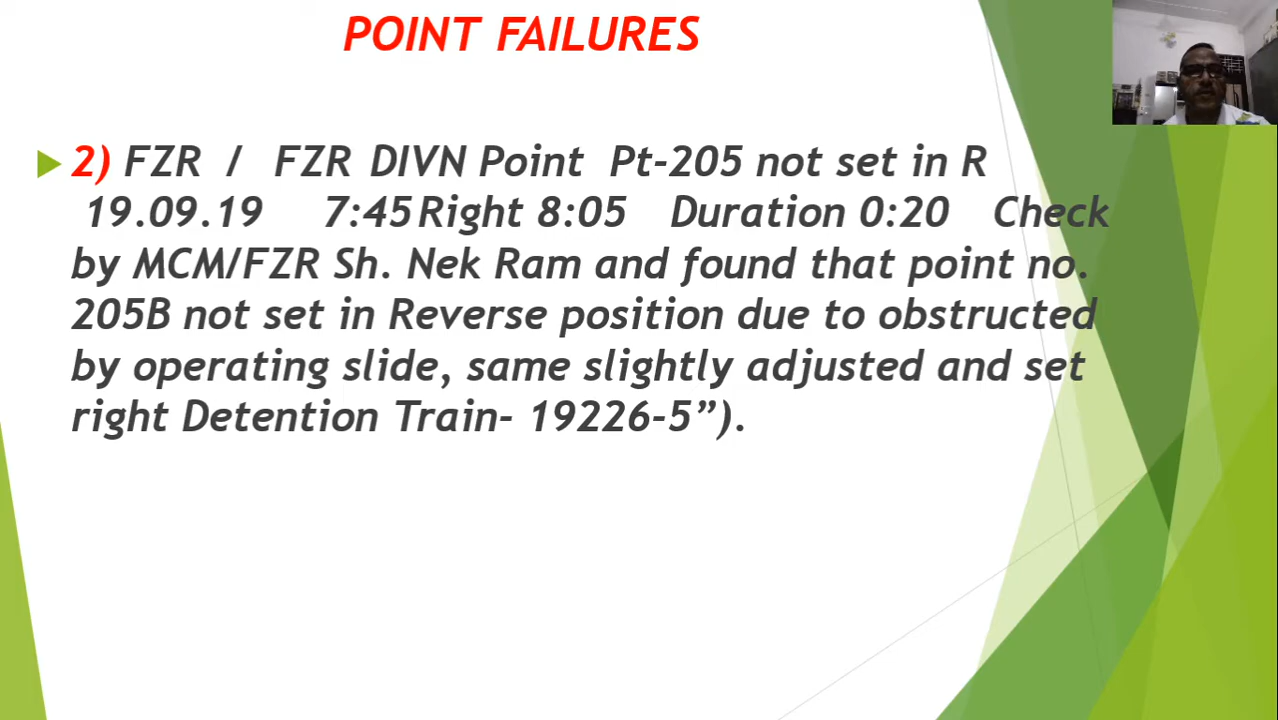 POINT FAILURES
2) FZR / FZR DIVN Point Pt-205 not set in R
19.09.19 7:45 Right 8:05 Duration 0:20 Check
by MCM/FZR Sh. Nek Ram and found that point no.
205B not set in Reverse position due to obstructed
by operating slide, same slightly adjusted and set
right Detention Train- 19226-5”).